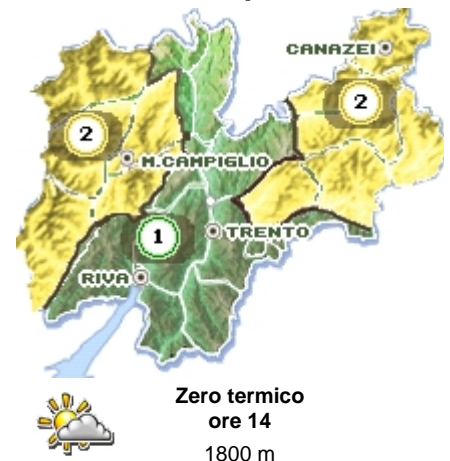 CANAZEI
2
2
M.CAMPIGLIO
1
TRENTO
RIVA
Zero termico
ore 14
1800 m